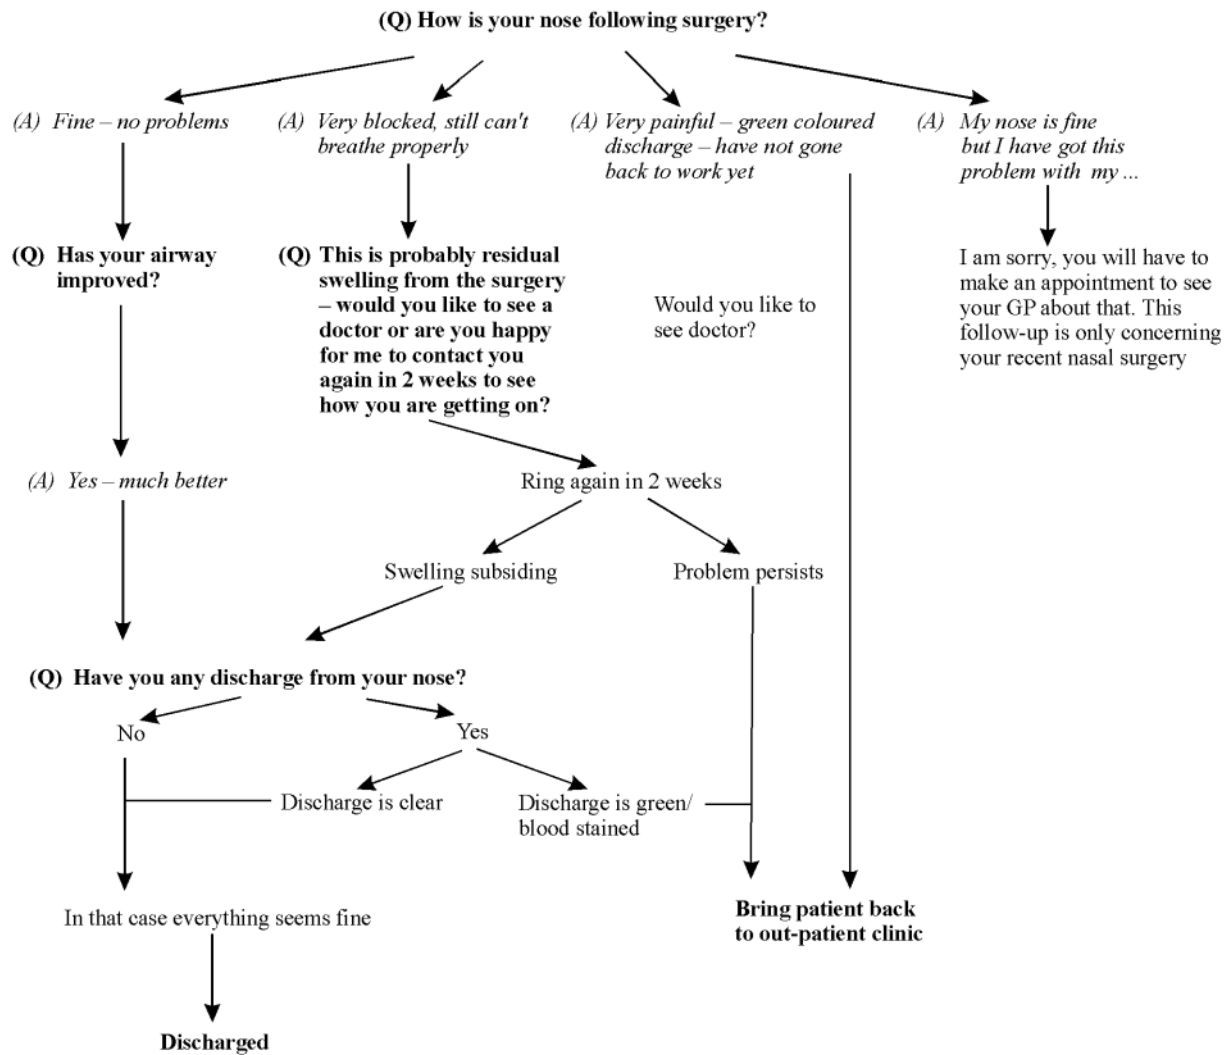 (Q) How is your nose following surgery?
(A) Fine – no problems
(A) Very blocked, still can't
breathe properly
(A) Very painful – green coloured
discharge – have not gone
back to work yet
(A) My nose is fine
but I have got this
problem with my ...
(Q) Has your airway
improved?
(Q) This is probably residual
swelling from the surgery
– would you like to see a
doctor or are you happy
for me to contact you
again in 2 weeks to see
how you are getting on?
Would you like to
see doctor?
I am sorry, you will have to
make an appointment to see
your GP about that. This
follow-up is only concerning
your recent nasal surgery
(A) Yes – much better
Ring again in 2 weeks
Swelling subsiding
Problem persists
(Q) Have you any discharge from your nose?
No
Yes
Discharge is clear
Discharge is green/
blood stained
In that case everything seems fine
Bring patient back
to out-patient clinic
Discharged